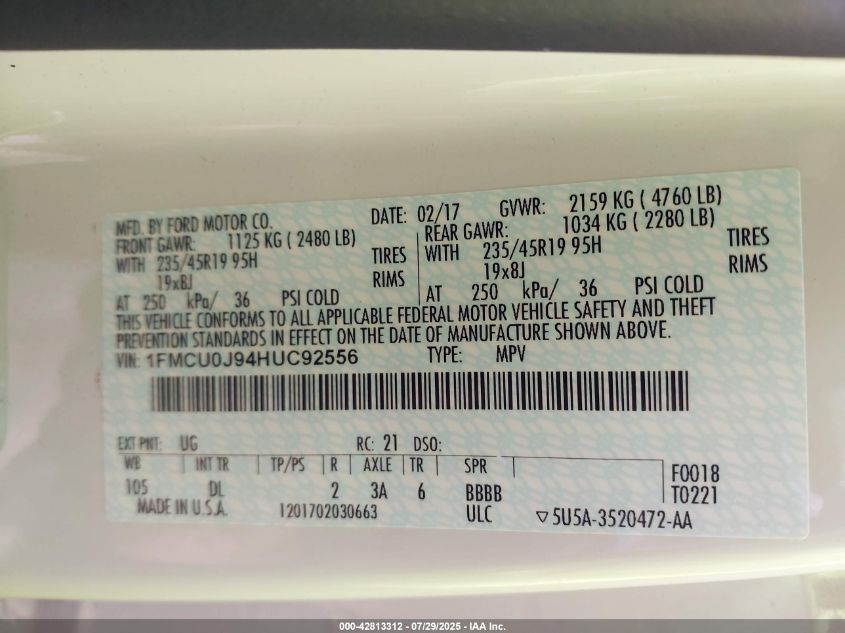 MFD. BY FORD MOTOR CO. DATE: 02/17 GVWR: 2159 KG ( 4760 LB)
FRONT GAWR: 1125 KG ( 2480 LB) REAR GAWR: 1034 KG ( 2280 LB)
WITH 235/45R19 95H TIRES WITH 235/45R19 95H TIRES
19x8J RIMS 19x8J RIMS
AT 250 kPa/ 36 PSI COLD AT 250 kPa/ 36 PSI COLD
THIS VEHICLE CONFORMS TO ALL APPLICABLE FEDERAL MOTOR VEHICLE SAFETY AND THEFT
PREVENTION STANDARDS IN EFFECT ON THE DATE OF MANUFACTURE SHOWN ABOVE.
VIN: 1FMCU0J94HUC92556 TYPE: MPV
EXT PNT: UG RC: 21 DSO:
WB INT TR TP/PS R AXLE TR SPR F0018
105 DL 2 3A 6 BBBB T0221
MADE IN U.S.A. 1201702030663 ULC ▽5U5A-3520472-AA
000-42813312 - 07/29/2025 - IAA Inc.